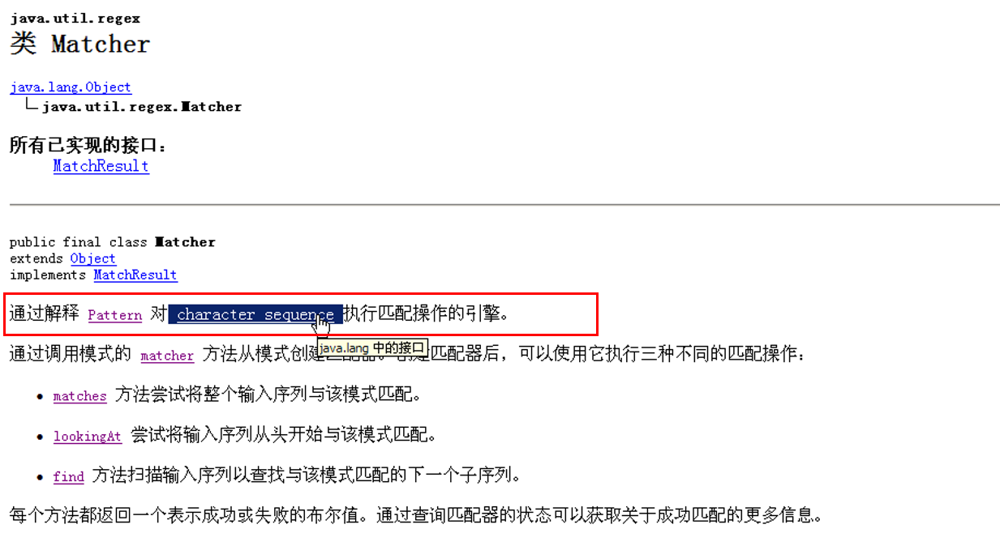 java.util.regex
类 Matcher
java.lang.Object
java.util.regex.Matcher
所有已实现的接口：
MatchResult
public final class Matcher
extends Object
implements MatchResult
通过解释 Pattern 对 character sequence 执行匹配操作的引擎。
通过调用模式的 matcher 方法从模式创建匹配器。创建匹配器后，可以使用它执行三种不同的匹配操作：
java.lang 中的接口
matches 方法尝试将整个输入序列与该模式匹配。
lookingAt 尝试将输入序列从头开始与该模式匹配。
find 方法扫描输入序列以查找与该模式匹配的下一个子序列。
每个方法都返回一个表示成功或失败的布尔值。通过查询匹配器的状态可以获取关于成功匹配的更多信息。